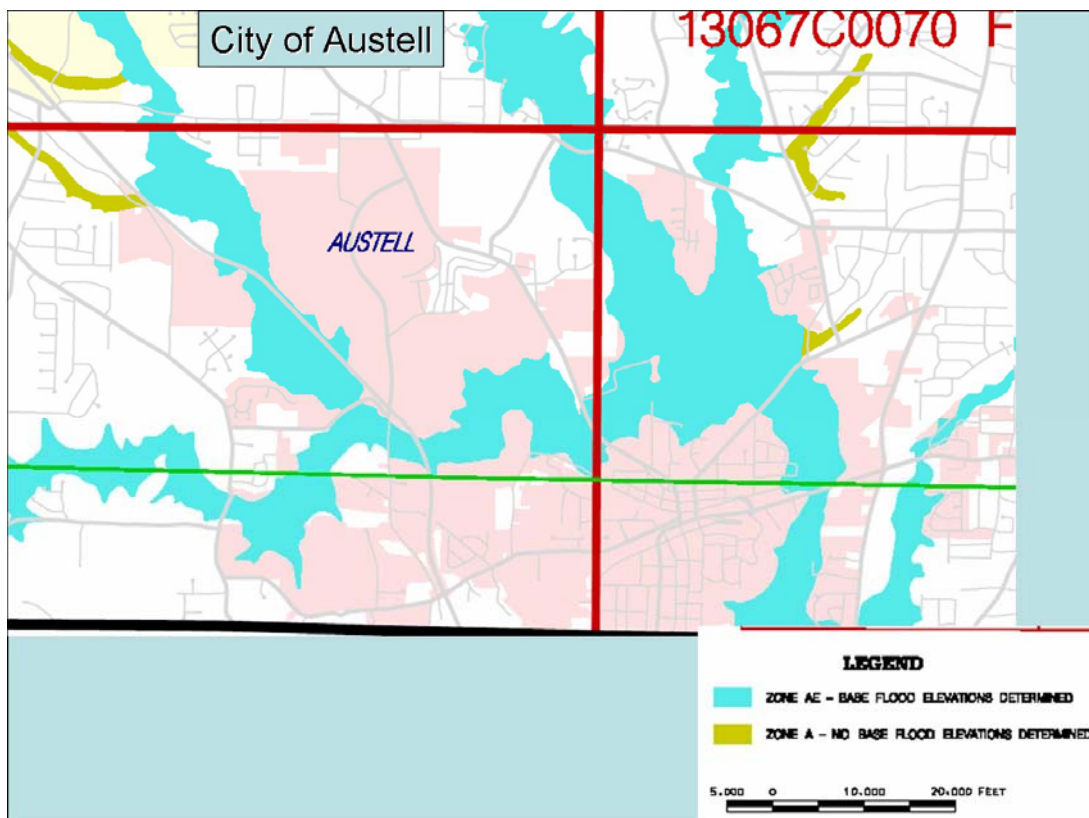 City of Austell
13067C0070 F
AUSTELL
LEGEND
ZONE AE - BASE FLOOD ELEVATIONS DETERMINED
ZONE A - NO BASE FLOOD ELEVATIONS DETERMINED
5,000 0 10,000 20,000 FEET